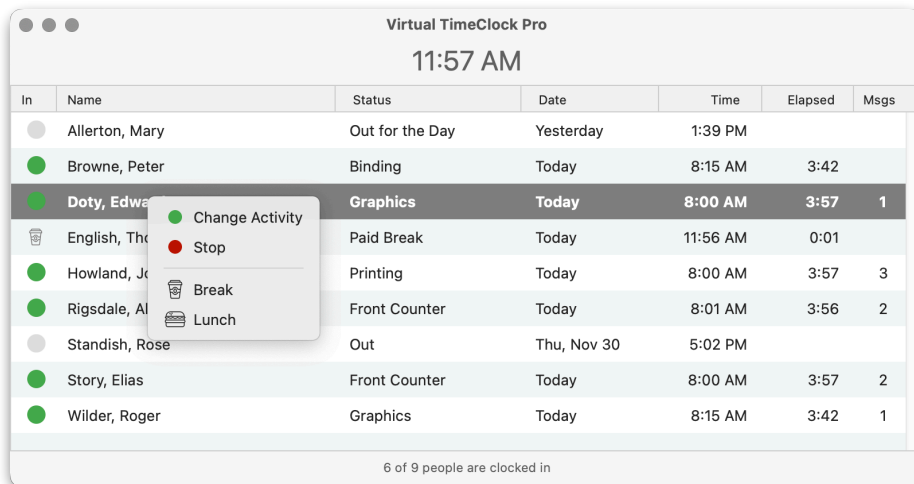 Virtual TimeClock Pro
11:57 AM
In Name Status Date Time Elapsed Msgs
Allerton, Mary Out for the Day Yesterday 1:39 PM
Browne, Peter Binding Today 8:15 AM 3:42
Doty, Graphics Today 8:00 AM 3:57 1
Change Activity
English, Paid Break Today 11:56 AM 0:01
Stop
Howland, Printing Today 8:00 AM 3:57 3
Break
Rigsdale, Front Counter Today 8:01 AM 3:56 2
Lunch
Standish, Rose Out Thu, Nov 30 5:02 PM
Story, Elias Front Counter Today 8:00 AM 3:57 2
Wilder, Roger Graphics Today 8:15 AM 3:42 1
6 of 9 people are clocked in